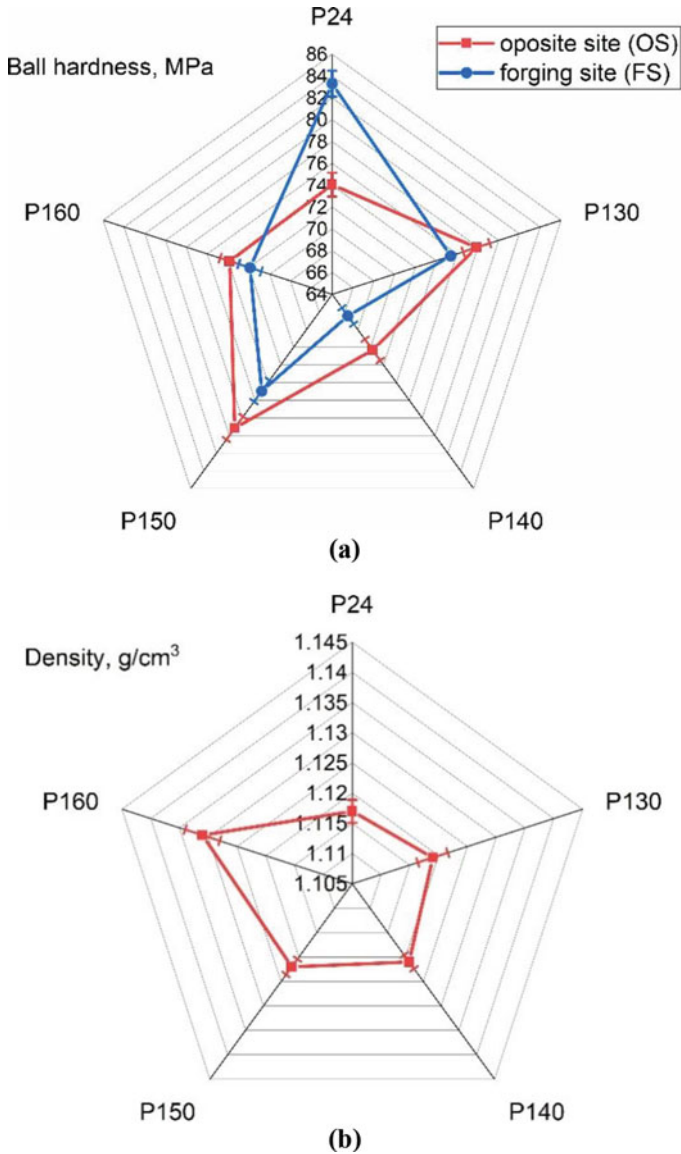 P24
Ball hardness, MPa
oposite site (OS)
forging site (FS)
86
84
82
80
78
76
74
72
70
68
66
64
P160
P130
P150
P140
(a)
P24
Density, g/cm³
1.145
1.14
1.135
1.13
1.125
1.12
1.115
1.11
1.105
P160
P130
P150
P140
(b)